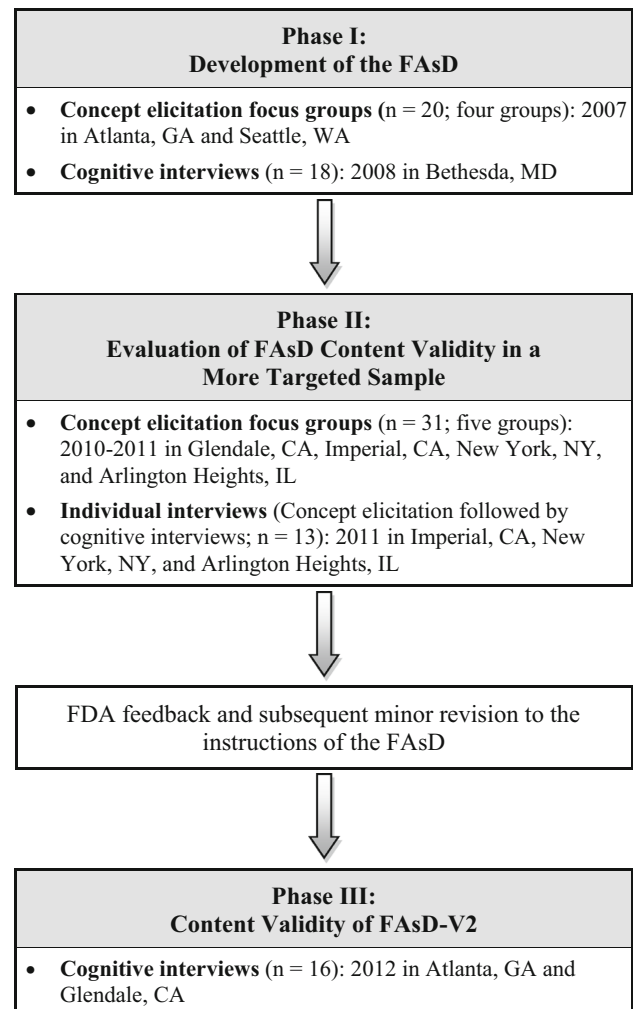 Phase I:
Development of the FAsD
• Concept elicitation focus groups (n = 20; four groups): 2007
in Atlanta, GA and Seattle, WA
• Cognitive interviews (n = 18): 2008 in Bethesda, MD
Phase II:
Evaluation of FAsD Content Validity in a
More Targeted Sample
• Concept elicitation focus groups (n = 31; five groups):
2010-2011 in Glendale, CA, Imperial, CA, New York, NY,
and Arlington Heights, IL
• Individual interviews (Concept elicitation followed by
cognitive interviews; n = 13): 2011 in Imperial, CA, New
York, NY, and Arlington Heights, IL
FDA feedback and subsequent minor revision to the
instructions of the FAsD
Phase III:
Content Validity of FAsD-V2
• Cognitive interviews (n = 16): 2012 in Atlanta, GA and
Glendale, CA